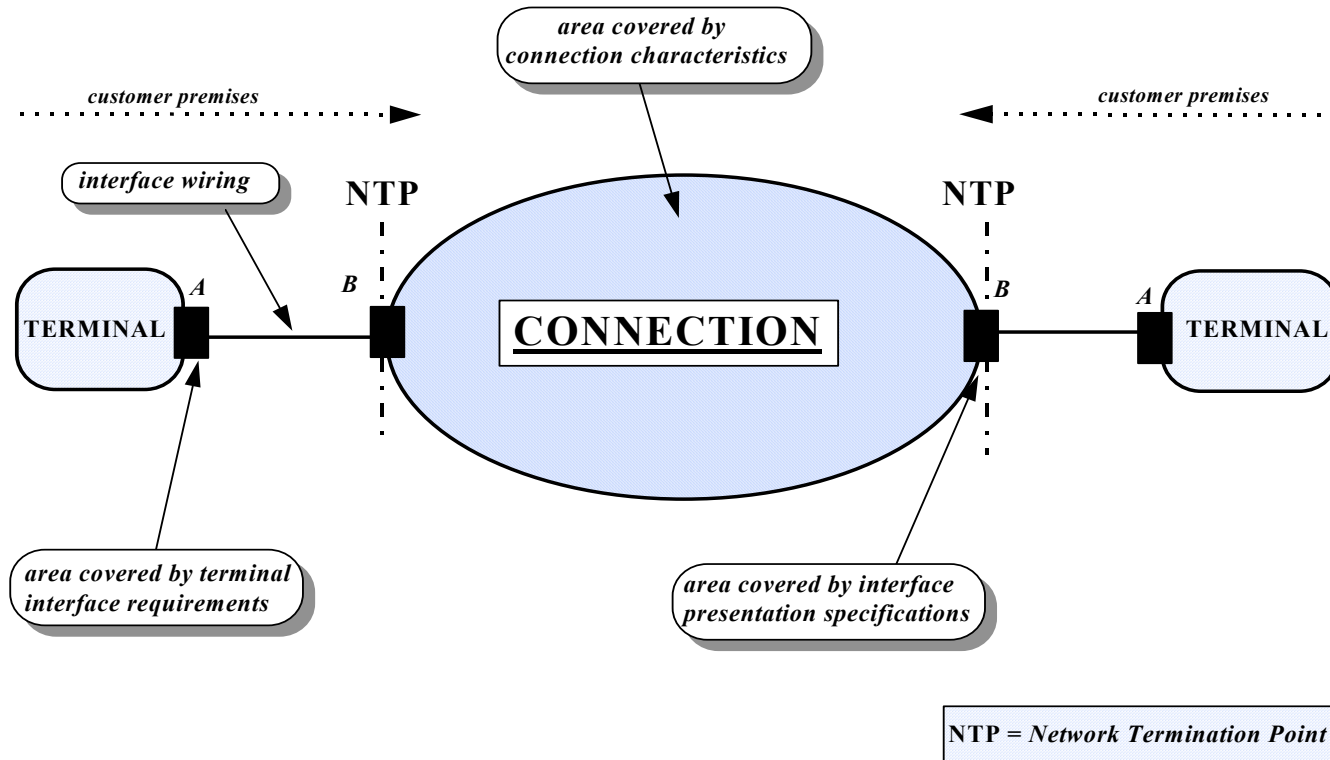 area covered by
connection characteristics
customer premises
customer premises
interface wiring
NTP
NTP
A
B
B
A
TERMINAL
CONNECTION
TERMINAL
area covered by terminal
interface requirements
area covered by interface
presentation specifications
NTP = Network Termination Point